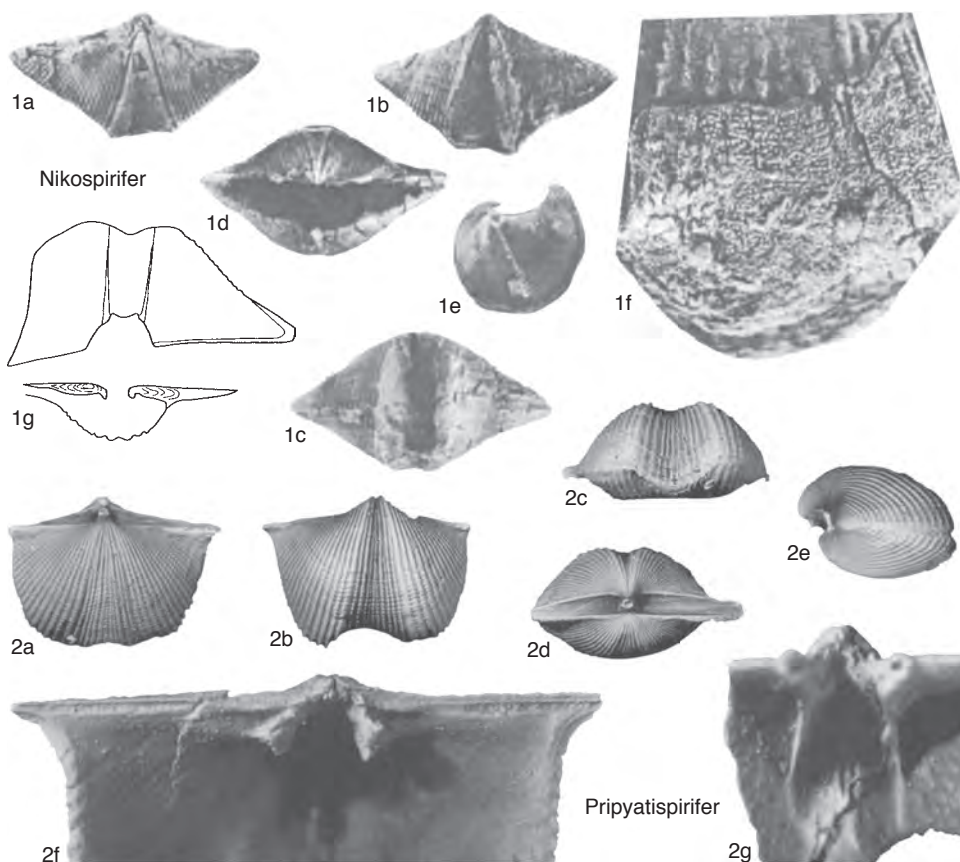 1a
1b
Nikospirifer
1d
1e
1f
1g
1c
2c
2e
2a
2b
2d
Pripyatispirifer
2f
2g